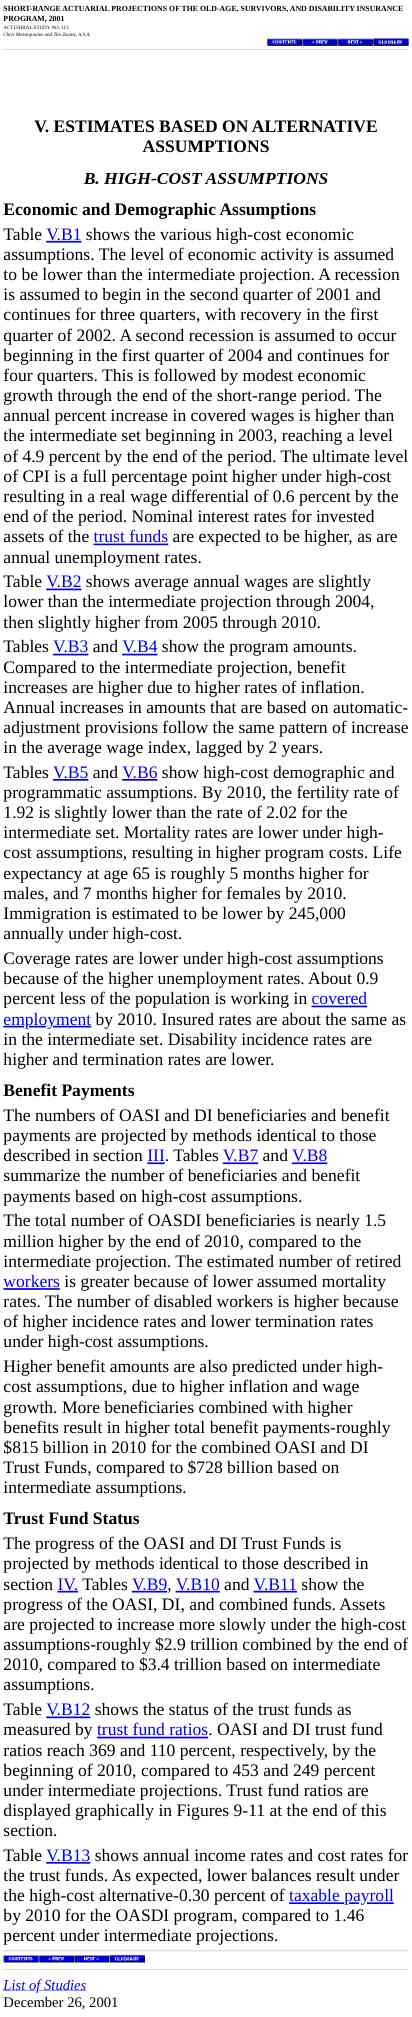 SHORT-RANGE ACTUARIAL PROJECTIONS OF THE OLD-AGE, SURVIVORS, AND DISABILITY INSURANCE
PROGRAM, 2001
ACTUARIAL STUDY NO. 115
CONTENTS « PREV NEXT » GLOSSARY
V. ESTIMATES BASED ON ALTERNATIVE
ASSUMPTIONS
B. HIGH-COST ASSUMPTIONS
Economic and Demographic Assumptions
Table V.B1 shows the various high-cost economic
assumptions. The level of economic activity is assumed
to be lower than the intermediate projection. A recession
is assumed to begin in the second quarter of 2001 and
continues for three quarters, with recovery in the first
quarter of 2002. A second recession is assumed to occur
beginning in the first quarter of 2004 and continues for
four quarters. This is followed by modest economic
growth through the end of the short-range period. The
annual percent increase in covered wages is higher than
the intermediate set beginning in 2003, reaching a level
of 4.9 percent by the end of the period. The ultimate level
of CPI is a full percentage point higher under high-cost
resulting in a real wage differential of 0.6 percent by the
end of the period. Nominal interest rates for invested
assets of the trust funds are expected to be higher, as are
annual unemployment rates.
Table V.B2 shows average annual wages are slightly
lower than the intermediate projection through 2004,
then slightly higher from 2005 through 2010.
Tables V.B3 and V.B4 show the program amounts.
Compared to the intermediate projection, benefit
increases are higher due to higher rates of inflation.
Annual increases in amounts that are based on automatic-
adjustment provisions follow the same pattern of increase
in the average wage index, lagged by 2 years.
Tables V.B5 and V.B6 show high-cost demographic and
programmatic assumptions. By 2010, the fertility rate of
1.92 is slightly lower than the rate of 2.02 for the
intermediate set. Mortality rates are lower under high-
cost assumptions, resulting in higher program costs. Life
expectancy at age 65 is roughly 5 months higher for
males, and 7 months higher for females by 2010.
Immigration is estimated to be lower by 245,000
annually under high-cost.
Coverage rates are lower under high-cost assumptions
because of the higher unemployment rates. About 0.9
percent less of the population is working in covered
employment by 2010. Insured rates are about the same as
in the intermediate set. Disability incidence rates are
higher and termination rates are lower.
Benefit Payments
The numbers of OASI and DI beneficiaries and benefit
payments are projected by methods identical to those
described in section III. Tables V.B7 and V.B8
summarize the number of beneficiaries and benefit
payments based on high-cost assumptions.
The total number of OASDI beneficiaries is nearly 1.5
million higher by the end of 2010, compared to the
intermediate projection. The estimated number of retired
workers is greater because of lower assumed mortality
rates. The number of disabled workers is higher because
of higher incidence rates and lower termination rates
under high-cost assumptions.
Higher benefit amounts are also predicted under high-
cost assumptions, due to higher inflation and wage
growth. More beneficiaries combined with higher
benefits result in higher total benefit payments-roughly
$815 billion in 2010 for the combined OASI and DI
Trust Funds, compared to $728 billion based on
intermediate assumptions.
Trust Fund Status
The progress of the OASI and DI Trust Funds is
projected by methods identical to those described in
section IV. Tables V.B9, V.B10 and V.B11 show the
progress of the OASI, DI, and combined funds. Assets
are projected to increase more slowly under the high-cost
assumptions-roughly $2.9 trillion combined by the end of
2010, compared to $3.4 trillion based on intermediate
assumptions.
Table V.B12 shows the status of the trust funds as
measured by trust fund ratios. OASI and DI trust fund
ratios reach 369 and 110 percent, respectively, by the
beginning of 2010, compared to 453 and 249 percent
under intermediate projections. Trust fund ratios are
displayed graphically in Figures 9-11 at the end of this
section.
Table V.B13 shows annual income rates and cost rates for
the trust funds. As expected, lower balances result under
the high-cost alternative-0.30 percent of taxable payroll
by 2010 for the OASDI program, compared to 1.46
percent under intermediate projections.
CONTENTS « PREV NEXT » GLOSSARY
List of Studies
December 26, 2001